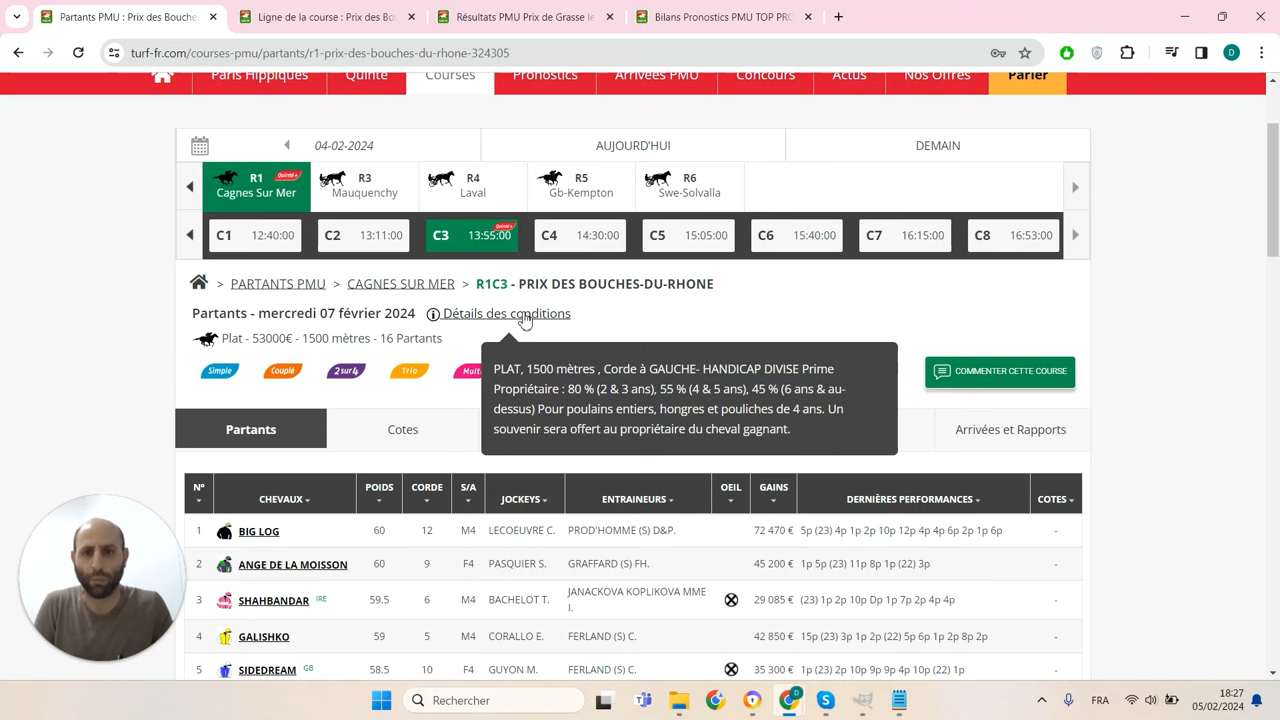 Partants PMU : Prix des Bouche
Ligne de la course : Prix des Bo
Résultats PMU Prix de Grasse le
Bilans Pronostics PMU TOP PRO
turf-fr.com/courses-pmu/partants/r1-prix-des-bouches-du-rhone-324305
D
Paris Hippiques
Quinté
Courses
Pronostics
Arrivées PMU
Concours
Actus
Nos Offres
Parier
04-02-2024
AUJOURD'HUI
DEMAIN
R1 Quinté+
Cagnes Sur Mer
R3
Mauquenchy
R4
Laval
R5
Gb-Kempton
R6
Swe-Solvalla
C1 12:40:00
C2 13:11:00
C3 13:55:00 Quinté+
C4 14:30:00
C5 15:05:00
C6 15:40:00
C7 16:15:00
C8 16:53:00
> PARTANTS PMU > CAGNES SUR MER > R1C3 - PRIX DES BOUCHES-DU-RHONE
Partants - mercredi 07 février 2024 Détails des conditions
Plat - 53000€ - 1500 mètres - 16 Partants
Simple Couplé 2sur4 Trio Mult
PLAT, 1500 mètres , Corde à GAUCHE- HANDICAP DIVISE Prime
Propriétaire : 80 % (2 & 3 ans), 55 % (4 & 5 ans), 45 % (6 ans & au-
dessus) Pour poulains entiers, hongres et pouliches de 4 ans. Un
souvenir sera offert au propriétaire du cheval gagnant.
COMMENTER CETTE COURSE
Partants
Cotes
Arrivées et Rapports
N° CHEVAUX POIDS CORDE S/A JOCKEYS ENTRAINEURS OEIL GAINS DERNIÈRES PERFORMANCES COTES
1 BIG LOG 60 12 M4 LECOEUVRE C. PROD'HOMME (S) D&P. 72 470 € 5p (23) 4p 1p 2p 10p 12p 4p 4p 6p 2p 1p 6p -
2 ANGE DE LA MOISSON 60 9 F4 PASQUIER S. GRAFFARD (S) FH. 45 200 € 1p 5p (23) 11p 8p 1p (22) 3p -
3 SHAHBANDAR IRE 59.5 6 M4 BACHELOT T. JANACKOVA KOPLIKOVA MME I. 29 085 € (23) 1p 2p 10p Dp 1p 7p 2p 4p 4p -
4 GALISHKO 59 5 M4 CORALLO E. FERLAND (S) C. 42 850 € 15p (23) 3p 1p 2p (22) 5p 6p 1p 2p 8p 2p -
5 SIDEDREAM GB 58.5 10 F4 GUYON M. FERLAND (S) C. 35 300 € 1p (23) 2p 10p 9p 9p 4p 10p (22) 1p -
Rechercher
FRA
18:27
05/02/2024